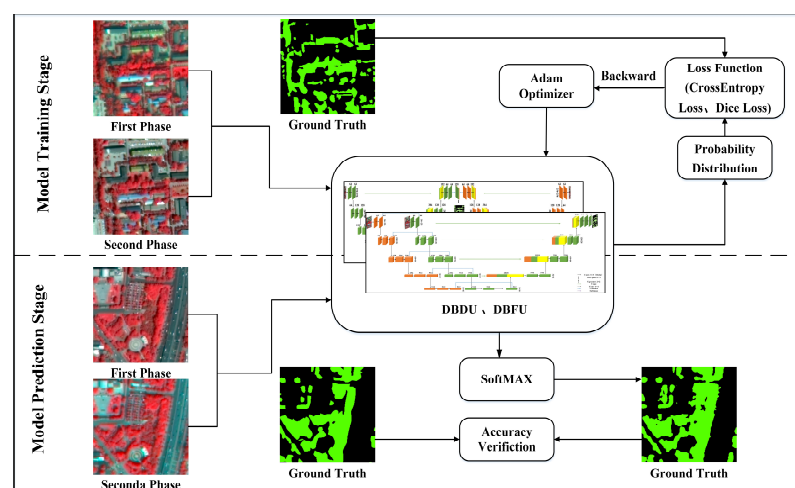 Model Training Stage
First Phase
Second Phase
Ground Truth
Adam
Optimizer
Backward
Loss Function
(CrossEntropy
Loss、Dice Loss)
Probability
Distribution
DBDU 、DBFU
Model Prediction Stage
First Phase
Seconda Phase
Ground Truth
SoftMAX
Accuracy
Verifiction
Ground Truth